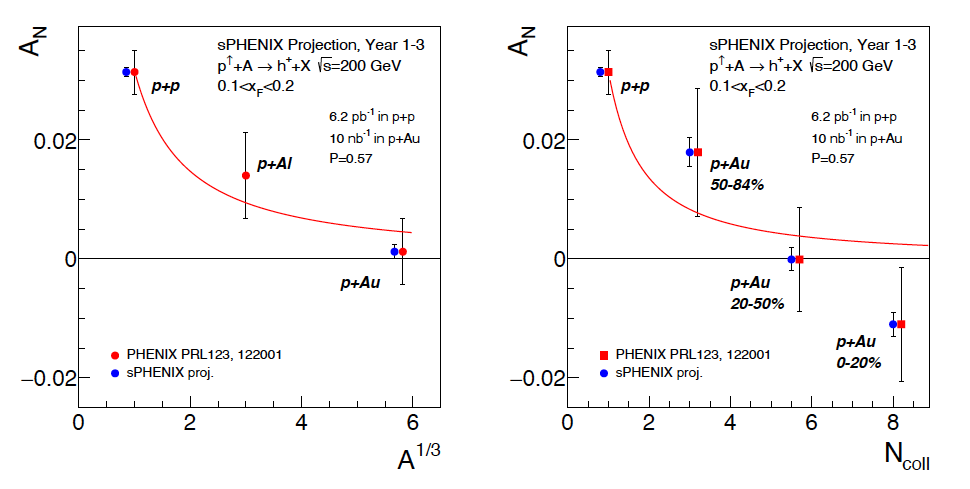 A_N
sPHENIX Projection, Year 1-3
p^↑+A → h^++X √s=200 GeV
0.1<x_F<0.2
p+p
6.2 pb^-1 in p+p
10 nb^-1 in p+Au
P=0.57
0.02
p+Al
0
p+Au
PHENIX PRL123, 122001
sPHENIX proj.
−0.02
0 2 4 6
A^1/3
A_N
sPHENIX Projection, Year 1-3
p^↑+A → h^++X √s=200 GeV
0.1<x_F<0.2
p+p
6.2 pb^-1 in p+p
10 nb^-1 in p+Au
P=0.57
0.02
p+Au
50-84%
0
p+Au
20-50%
p+Au
0-20%
PHENIX PRL123, 122001
sPHENIX proj.
−0.02
0 2 4 6 8
N_coll